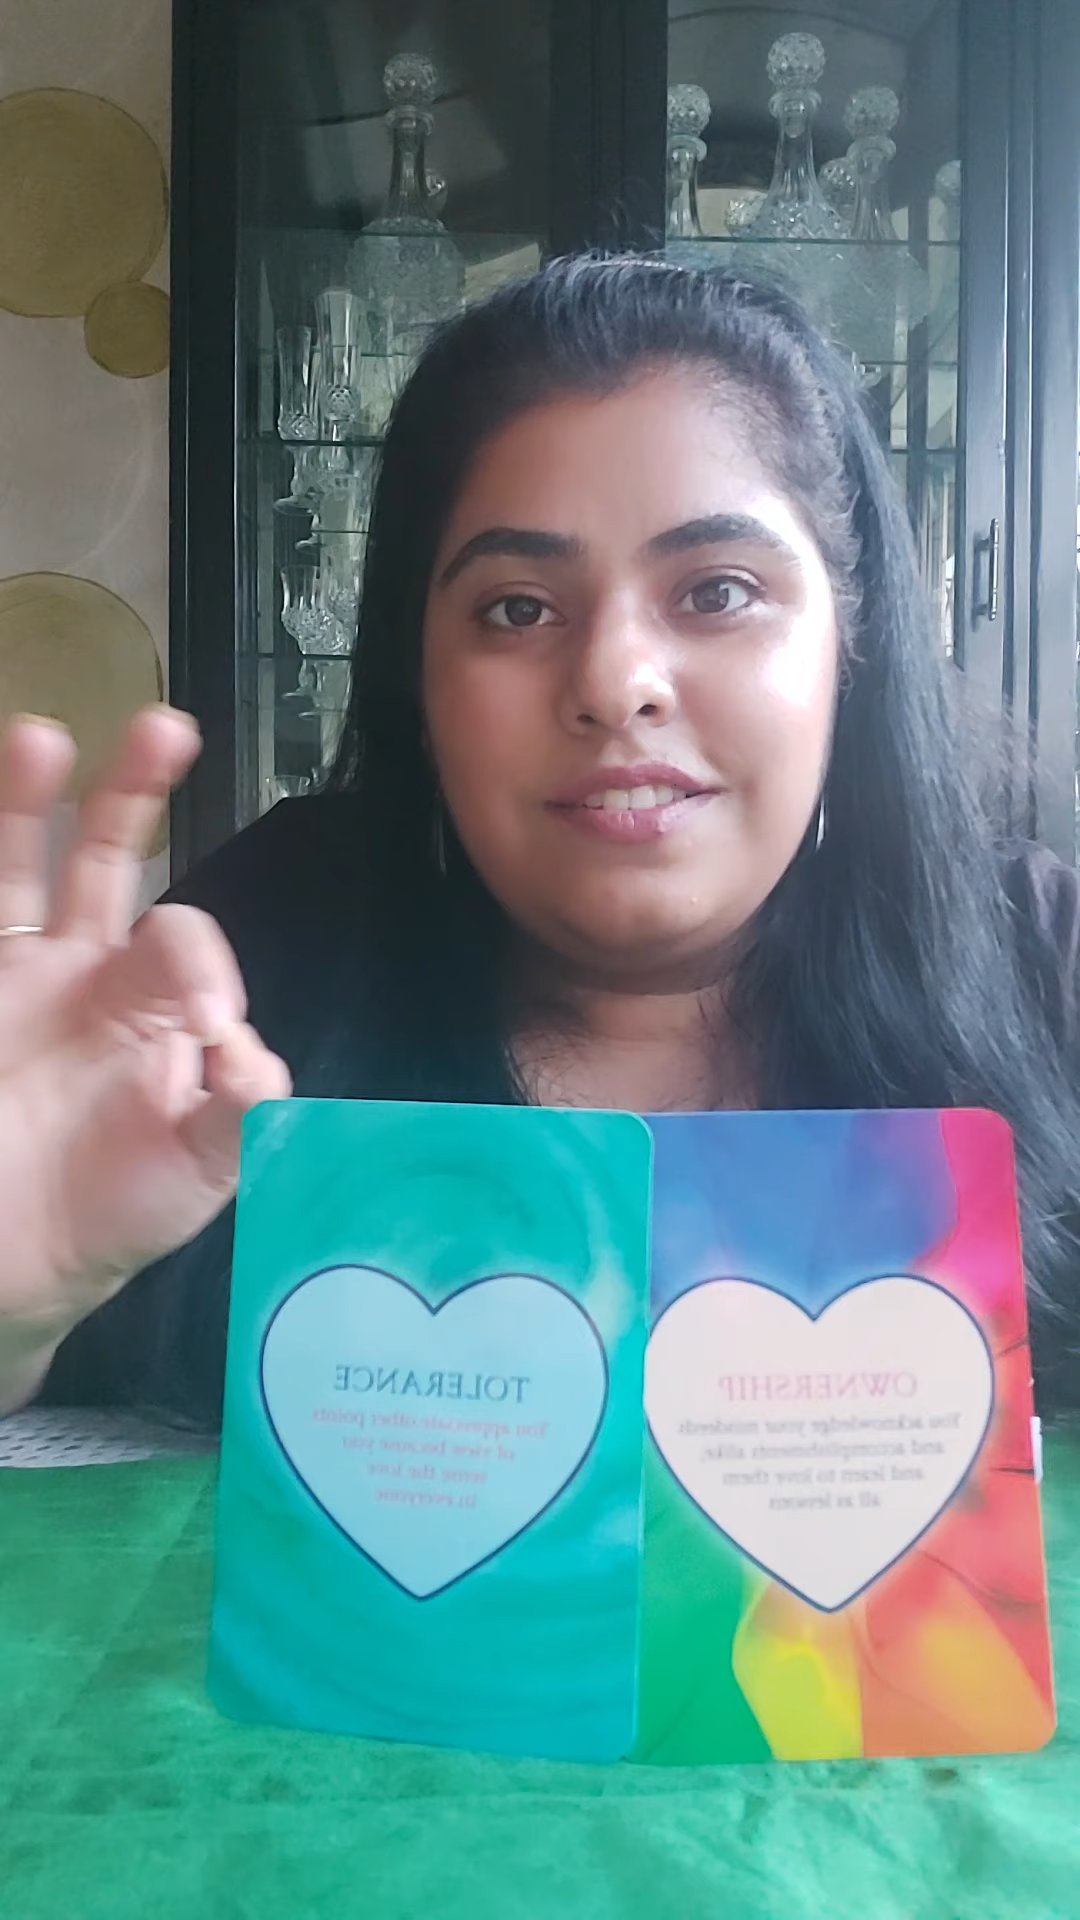 TOLERANCE
You appreciate other points
of view because you
sense the love
in everyone
OWNERSHIP
You acknowledge your misdeeds
and accomplishments alike,
and learn to love them
all as lessons